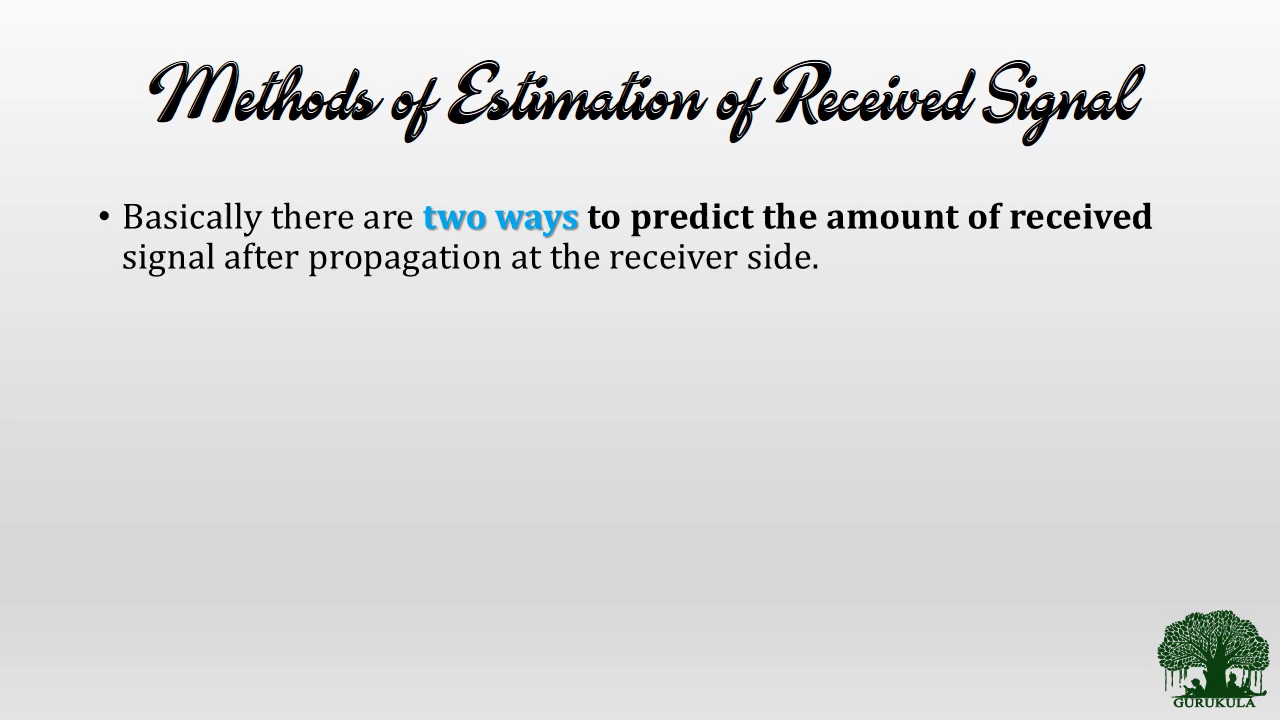 Methods of Estimation of Received Signal
• Basically there are two ways to predict the amount of received
signal after propagation at the receiver side.
GURUKULA